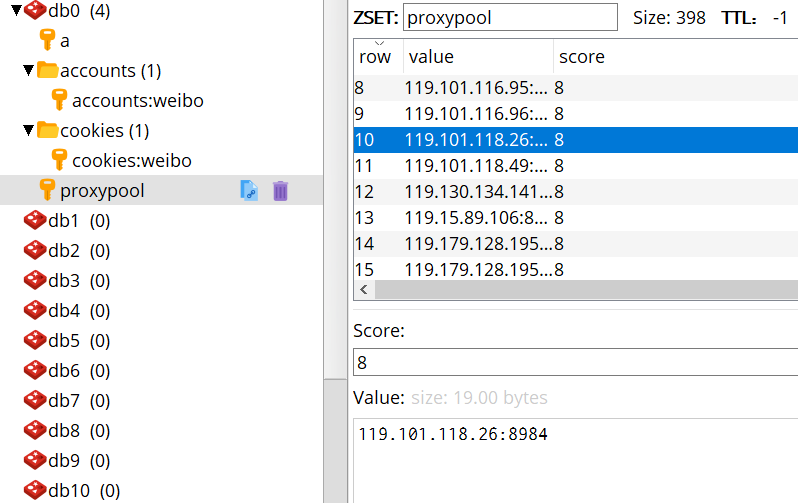 db0 (4)
a
accounts (1)
accounts:weibo
cookies (1)
cookies:weibo
proxypool
db1 (0)
db2 (0)
db3 (0)
db4 (0)
db5 (0)
db6 (0)
db7 (0)
db8 (0)
db9 (0)
db10 (0)
ZSET: proxypool Size: 398 TTL: -1
row value score
8 119.101.116.95:... 8
9 119.101.116.96:... 8
10 119.101.118.26:... 8
11 119.101.118.49:... 8
12 119.130.134.141... 8
13 119.15.89.106:8... 8
14 119.179.128.195... 8
15 119.179.128.195... 8
Score:
8
Value: size: 19.00 bytes
119.101.118.26:8984